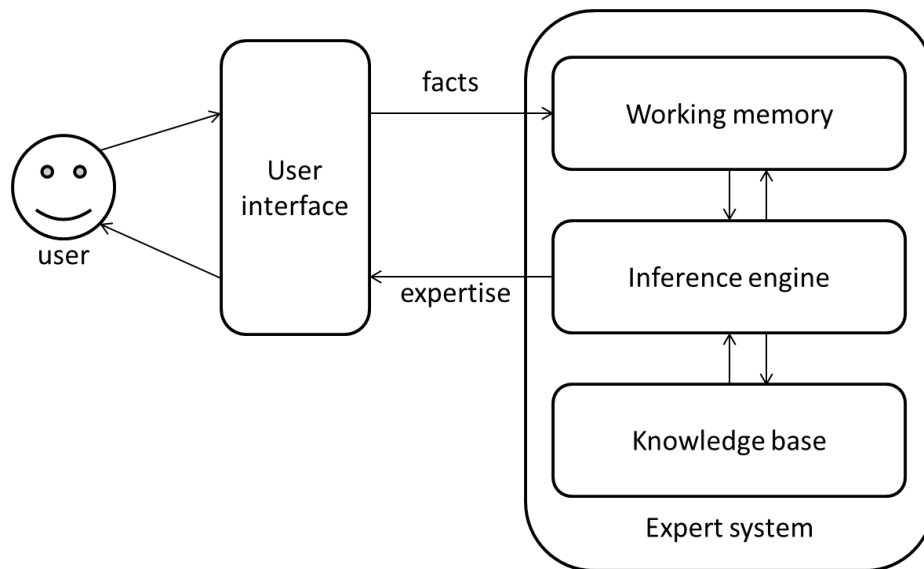 facts
Working memory
User
interface
user
Inference engine
expertise
Knowledge base
Expert system